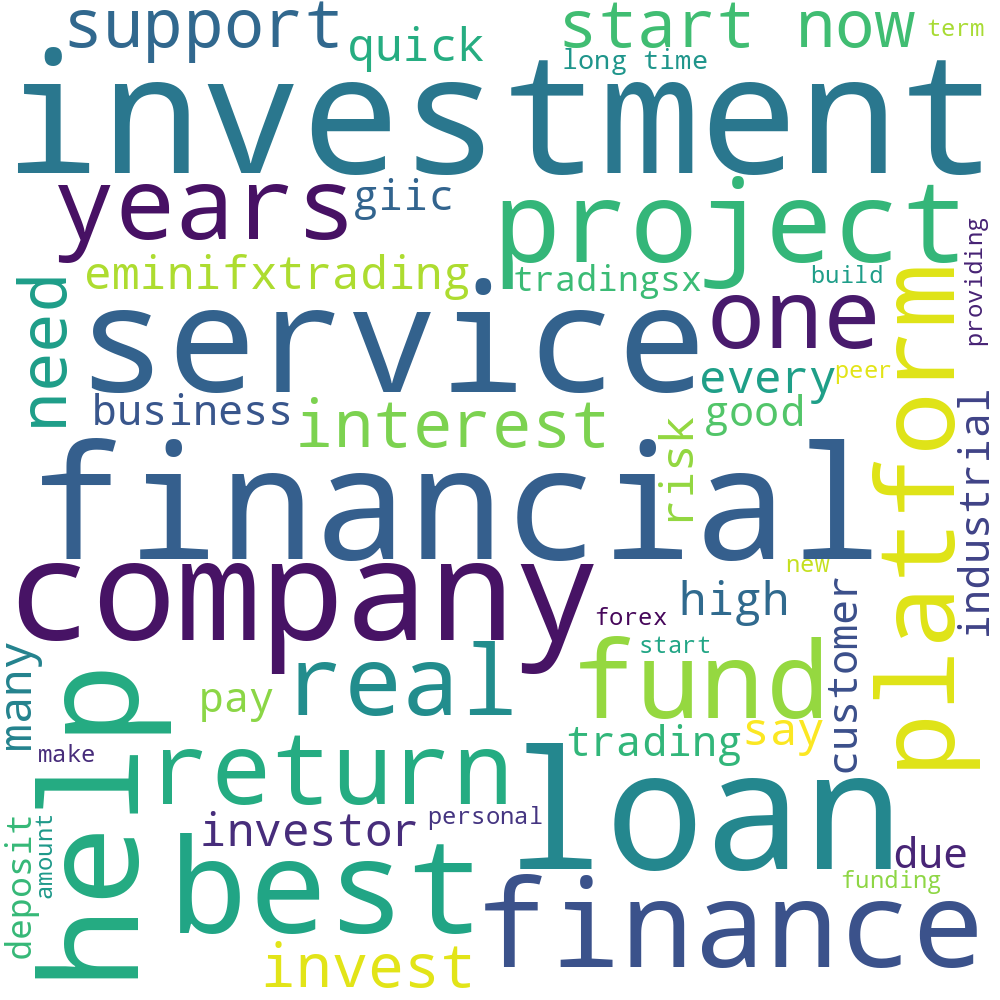 support
quick
start now
term
long time
investment
years
giic
project
providing
eminifxtrading
tradingsx
build
need
service
one
platform
every
peer
business
interest
good
risk
industrial
financial
company
new
high
customer
forex
start
many
help
real
fund
pay
trading
say
make
return
loan
investor
personal
deposit
amount
best
due
funding
finance
invest